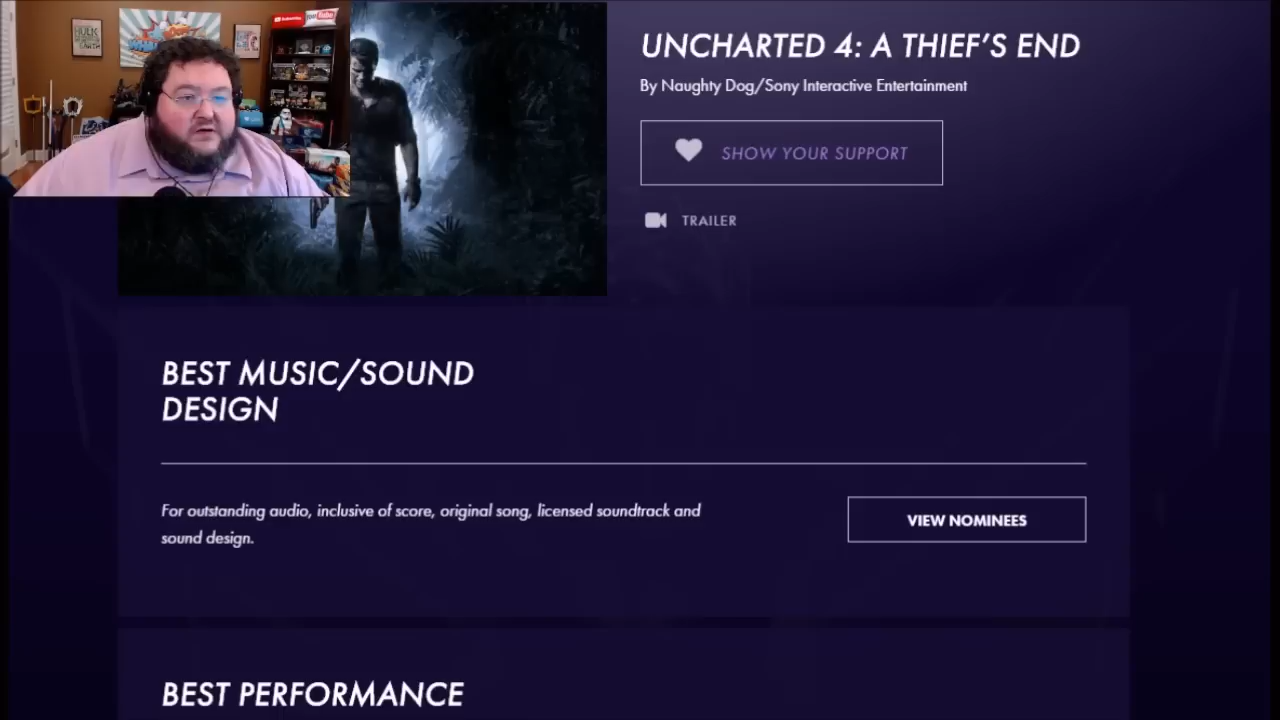 UNCHARTED 4: A THIEF'S END
By Naughty Dog/Sony Interactive Entertainment
SHOW YOUR SUPPORT
TRAILER
BEST MUSIC/SOUND
DESIGN
For outstanding audio, inclusive of score, original song, licensed soundtrack and
sound design.
VIEW NOMINEES
BEST PERFORMANCE